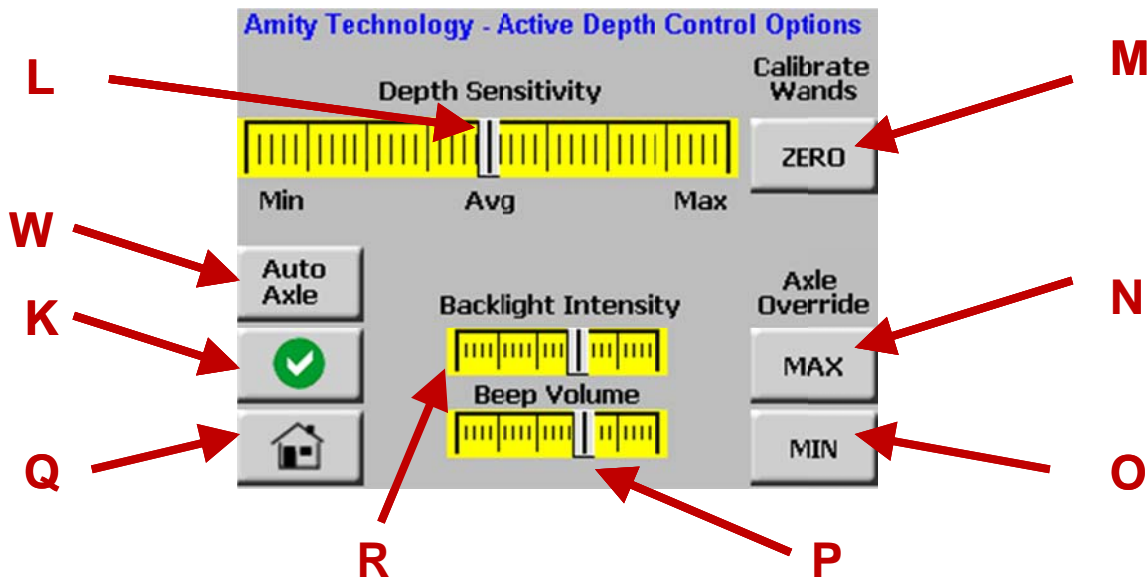 Amity Technology - Active Depth Control Options
L
M
Depth Sensitivity
Calibrate
Wands
ZERO
Min
Avg
Max
W
Auto
Axle
K
Backlight Intensity
Axle
Override
N
MAX
Beep Volume
Q
MIN
O
R
P